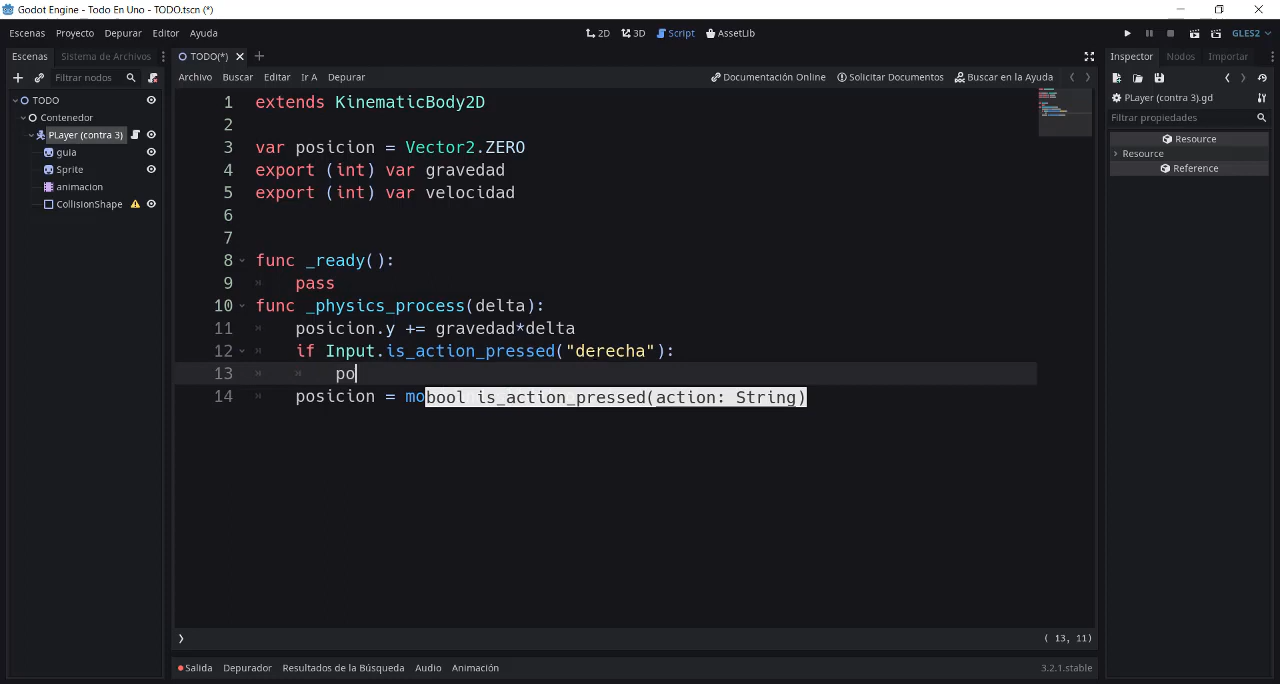 Godot Engine - Todo En Uno - TODO.tscn (*)
Escenas Proyecto Depurar Editor Ayuda 2D 3D Script AssetLib GLES2
Escenas Sistema de Archivos TODO(*) Inspector Nodos Importar
Filtrar nodos Archivo Buscar Editar Ir A Depurar Documentación Online Solicitar Documentos Buscar en la Ayuda
TODO
Contenedor
PLayer (contra 3)
guia
Sprite
animacion
CollisionShape
1 extends KinematicBody2D
2
3 var posicion = Vector2.ZERO
4 export (int) var gravedad
5 export (int) var velocidad
6
7
8 func _ready():
9 pass
10 func _physics_process(delta):
11 posicion.y += gravedad*delta
12 if Input.is_action_pressed("derecha"):
13 po
14 posicion = mo
bool is_action_pressed(action: String)
( 13, 11)
Salida Depurador Resultados de la Búsqueda Audio Animación 3.2.1.stable
PLayer (contra 3).gd
Filtrar propiedades
Resource
Resource
Reference